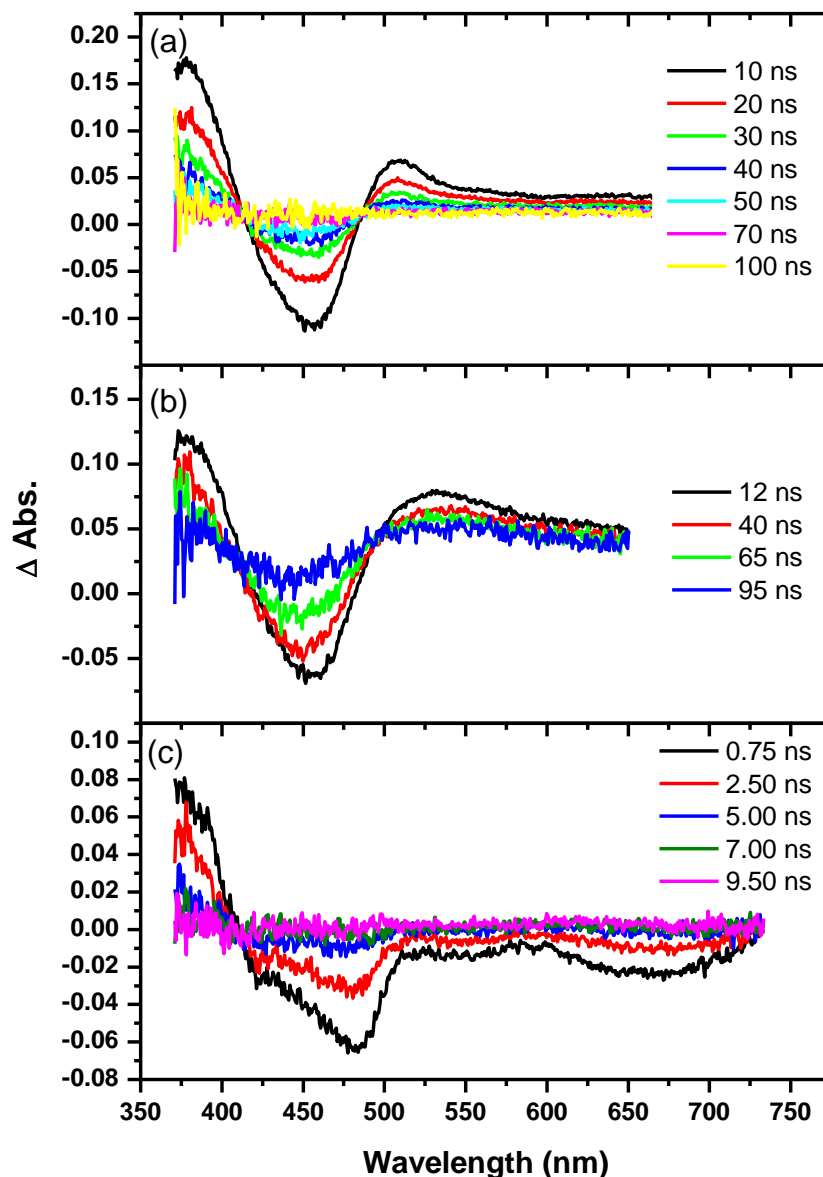 (a)
0.20
0.15
0.10
0.05
0.00
-0.05
-0.10
10 ns
20 ns
30 ns
40 ns
50 ns
70 ns
100 ns
(b)
0.15
0.10
0.05
0.00
-0.05
12 ns
40 ns
65 ns
95 ns
Δ Abs.
(c)
0.10
0.08
0.06
0.04
0.02
0.00
-0.02
-0.04
-0.06
-0.08
0.75 ns
2.50 ns
5.00 ns
7.00 ns
9.50 ns
350 400 450 500 550 600 650 700 750
Wavelength (nm)